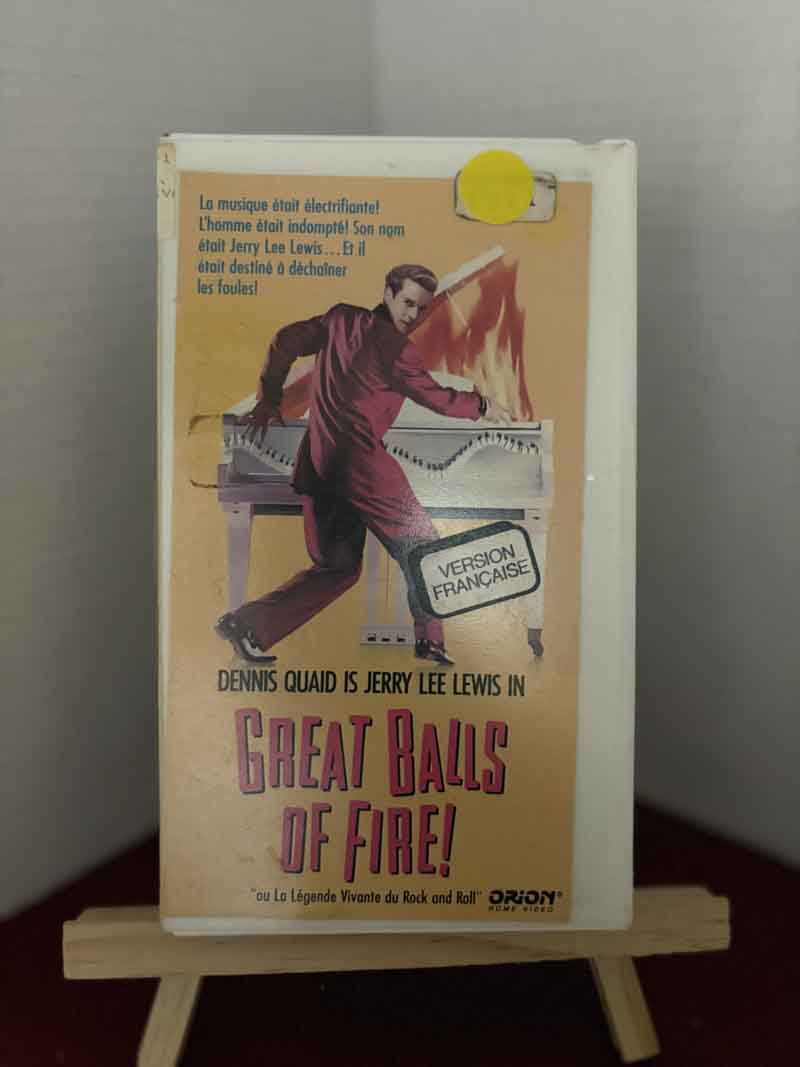 La musique était électrifiante!
L'homme était indompté! Son nom
était Jerry Lee Lewis...Et il
était destiné à déchaîner
les foules!
VERSION
FRANÇAISE
DENNIS QUAID IS JERRY LEE LEWIS IN
GREAT BALLS
OF FIRE!
"ou La Légende Vivante du Rock and Roll"
ORION®
HOME VIDEO